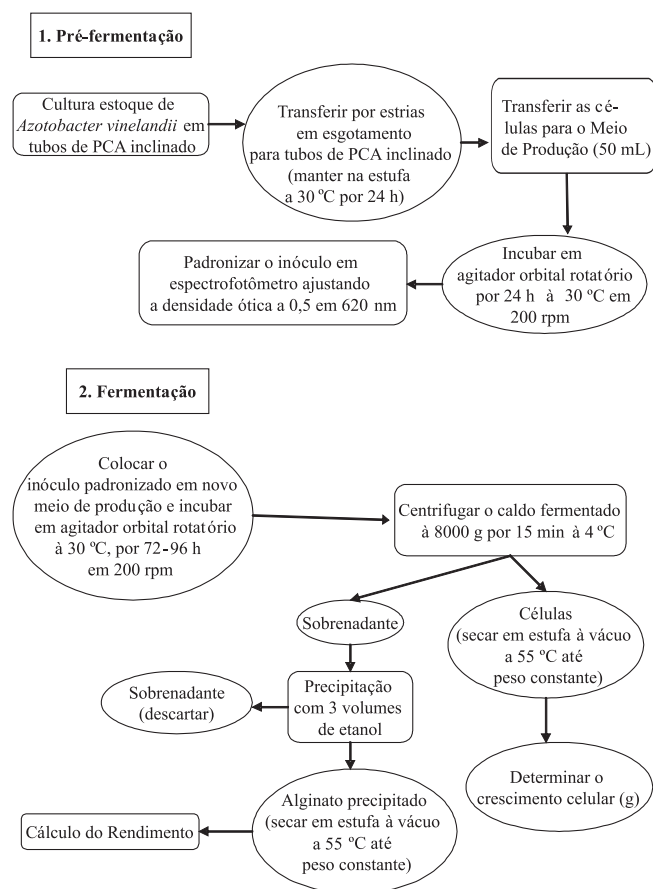 1. Pré-fermentação
Cultura estoque de
Azotobacter vinelandii em
tubos de PCA inclinado
Transferir por estrias
em esgotamento
para tubos de PCA inclinado
(manter na estufa
a 30 ºC por 24 h)
Transferir as cé-
lulas para o Meio
de Produção (50 mL)
Incubar em
agitador orbital rotatório
por 24 h à 30 ºC em
200 rpm
Padronizar o inóculo em
espectrofotômetro ajustando
a densidade ótica a 0,5 em 620 nm
2. Fermentação
Colocar o
inóculo padronizado em novo
meio de produção e incubar
em agitador orbital rotatório
à 30 ºC, por 72-96 h
em 200 rpm
Centrifugar o caldo fermentado
à 8000 g por 15 min à 4 ºC
Sobrenadante
Células
(secar em estufa à vácuo
a 55 ºC até
peso constante)
Precipitação
com 3 volumes
de etanol
Sobrenadante
(descartar)
Determinar o
crescimento celular (g)
Alginato precipitado
(secar em estufa à vácuo
a 55 ºC até
peso constante)
Cálculo do Rendimento